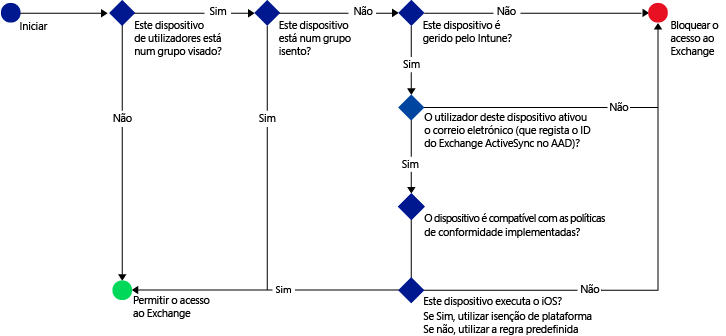 Iniciar
Sim
Este dispositivo
de utilizadores está
num grupo visado?
Não
Este dispositivo
está num grupo
isento?
Não
Este dispositivo é
gerido pelo Intune?
Bloquear o
acesso ao
Exchange
Sim
Não
O utilizador deste dispositivo ativou
o correio eletrónico (que regista o ID
do Exchange ActiveSync no AAD)?
Não
Sim
Sim
O dispositivo é compatível com as políticas
de conformidade implementadas?
Sim
Não
Permitir o acesso
ao Exchange
Este dispositivo executa o iOS?
Se Sim, utilizar isenção de plataforma
Se não, utilizar a regra predefinida